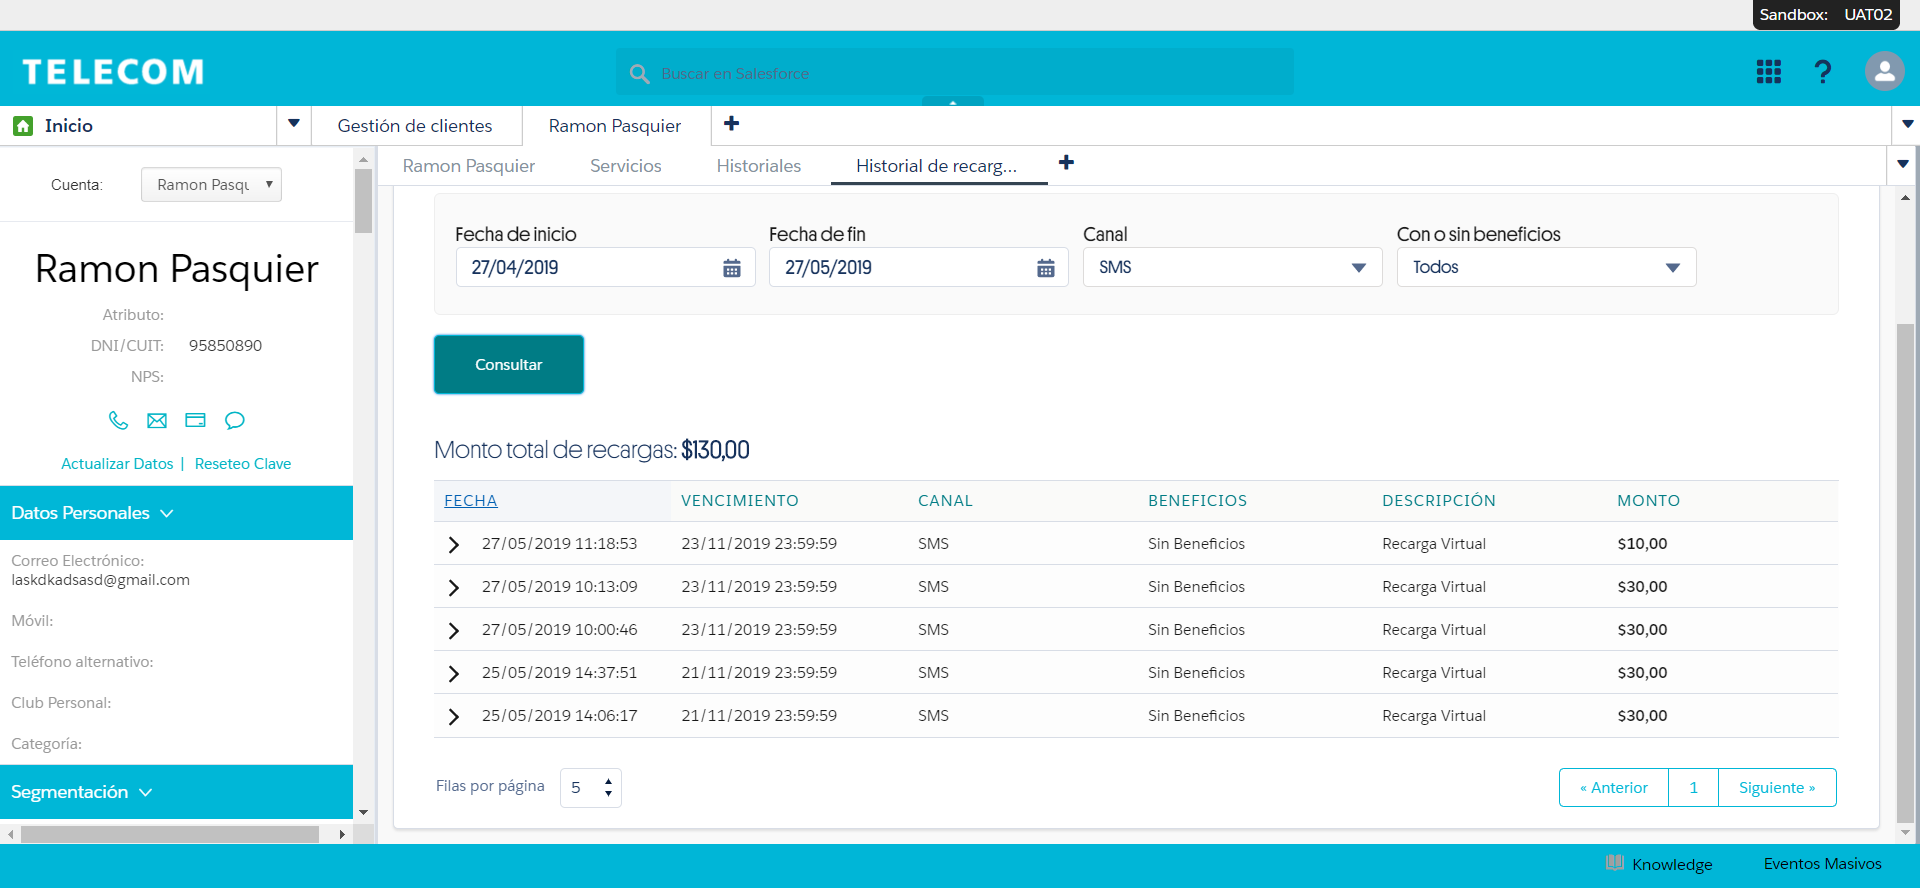 Sandbox: UAT02
TELECOM
Buscar en Salesforce
Inicio
Gestión de clientes
Ramon Pasquier
Ramon Pasquier
Servicios
Historiales
Historial de recarg...
Cuenta:
Ramon Pasqu
Ramon Pasquier
Atributo:
DNI/CUIT: 95850890
NPS:
Actualizar Datos | Reseteo Clave
Datos Personales
Correo Electrónico:
laskdkadsasd@gmail.com
Móvil:
Teléfono alternativo:
Club Personal:
Categoría:
Segmentación
Fecha de inicio Fecha de fin Canal Con o sin beneficios
27/04/2019 27/05/2019 SMS Todos
Consultar
Monto total de recargas: $130,00
FECHA VENCIMIENTO CANAL BENEFICIOS DESCRIPCIÓN MONTO
27/05/2019 11:18:53 23/11/2019 23:59:59 SMS Sin Beneficios Recarga Virtual $10,00
27/05/2019 10:13:09 23/11/2019 23:59:59 SMS Sin Beneficios Recarga Virtual $30,00
27/05/2019 10:00:46 23/11/2019 23:59:59 SMS Sin Beneficios Recarga Virtual $30,00
25/05/2019 14:37:51 21/11/2019 23:59:59 SMS Sin Beneficios Recarga Virtual $30,00
25/05/2019 14:06:17 21/11/2019 23:59:59 SMS Sin Beneficios Recarga Virtual $30,00
Filas por página 5
« Anterior 1 Siguiente »
Knowledge Eventos Masivos